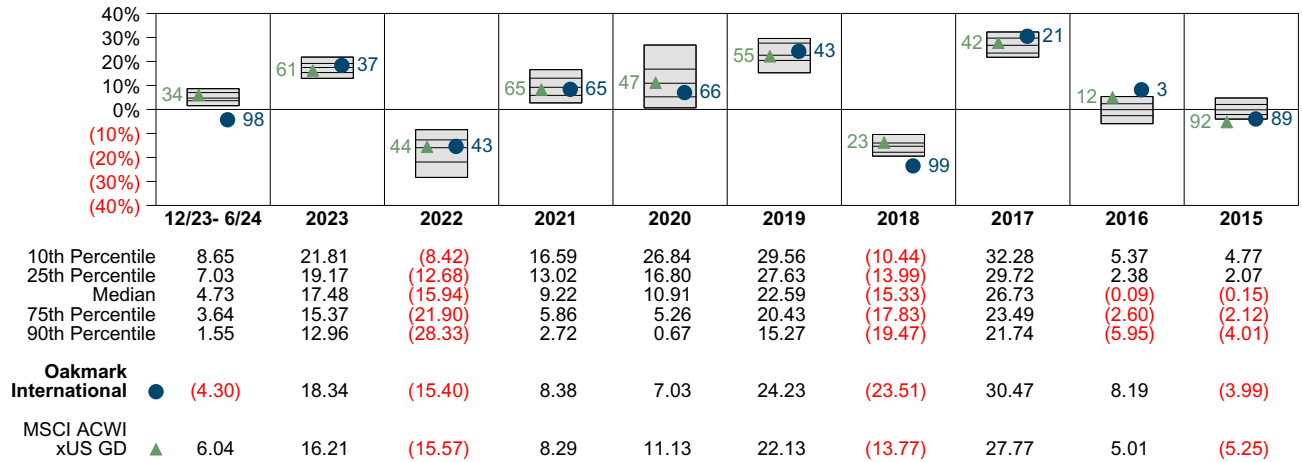 40%
30%
20%
10%
0%
(10%)
(20%)
(30%)
(40%)
34 98
61 37
44 43
65 65
47 66
55 43
23 99
42 21
12 3
92 89
12/23- 6/24 2023 2022 2021 2020 2019 2018 2017 2016 2015
10th Percentile 8.65 21.81 (8.42) 16.59 26.84 29.56 (10.44) 32.28 5.37 4.77
25th Percentile 7.03 19.17 (12.68) 13.02 16.80 27.63 (13.99) 29.72 2.38 2.07
Median 4.73 17.48 (15.94) 9.22 10.91 22.59 (15.33) 26.73 (0.09) (0.15)
75th Percentile 3.64 15.37 (21.90) 5.86 5.26 20.43 (17.83) 23.49 (2.60) (2.12)
90th Percentile 1.55 12.96 (28.33) 2.72 0.67 15.27 (19.47) 21.74 (5.95) (4.01)
Oakmark
International (4.30) 18.34 (15.40) 8.38 7.03 24.23 (23.51) 30.47 8.19 (3.99)
MSCI ACWI
xUS GD 6.04 16.21 (15.57) 8.29 11.13 22.13 (13.77) 27.77 5.01 (5.25)